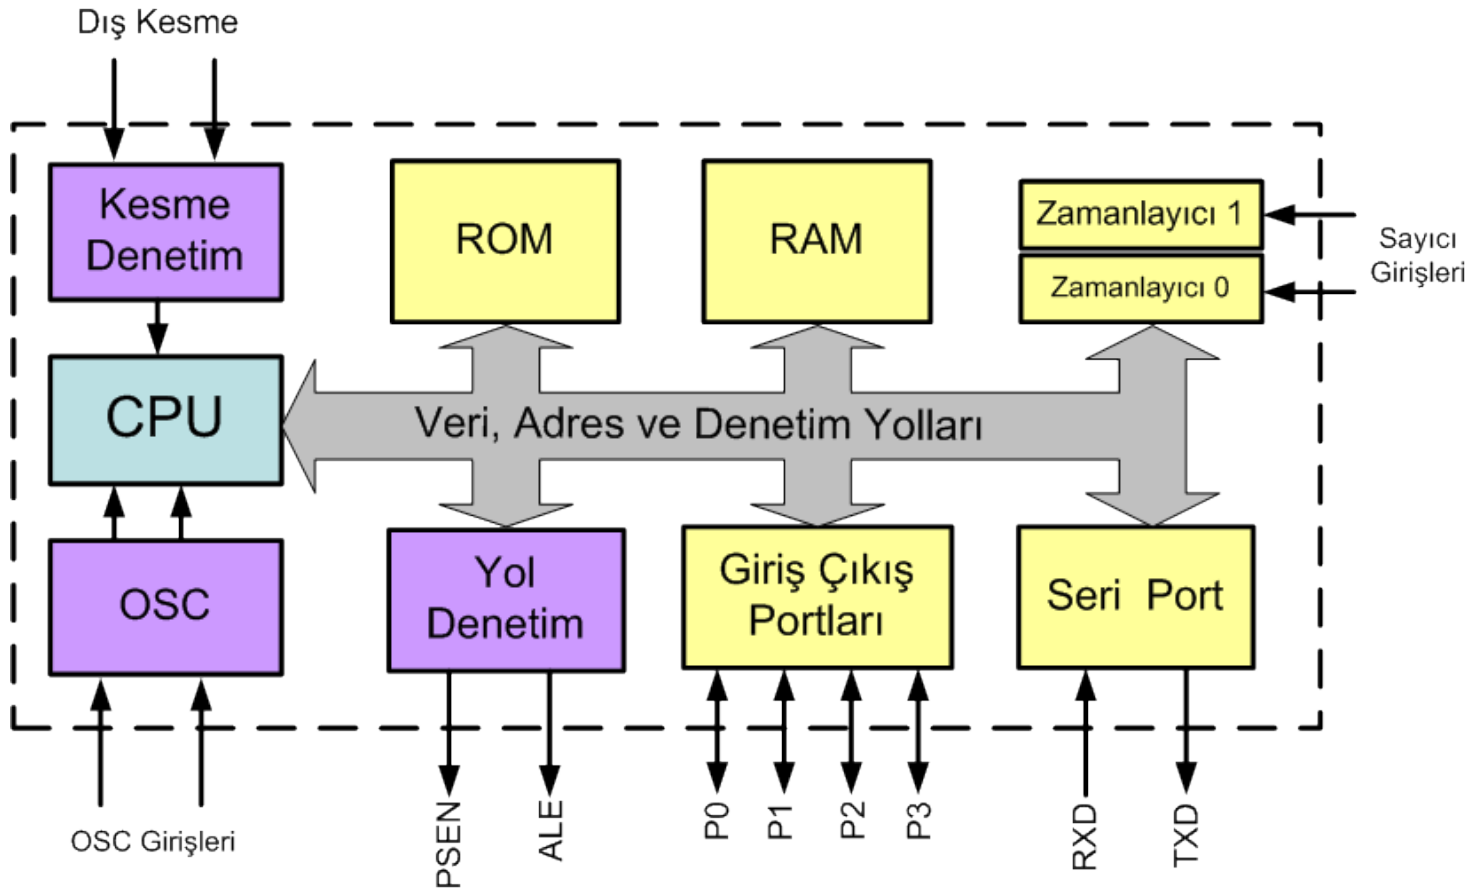 Dış Kesme
Kesme
Denetim
ROM
RAM
Zamanlayıcı 1
Zamanlayıcı 0
Sayıcı
Girişleri
CPU
Veri, Adres ve Denetim Yolları
OSC
Yol
Denetim
Giriş Çıkış
Portları
Seri Port
OSC Girişleri
PSEN
ALE
P0
P1
P2
P3
RXD
TXD